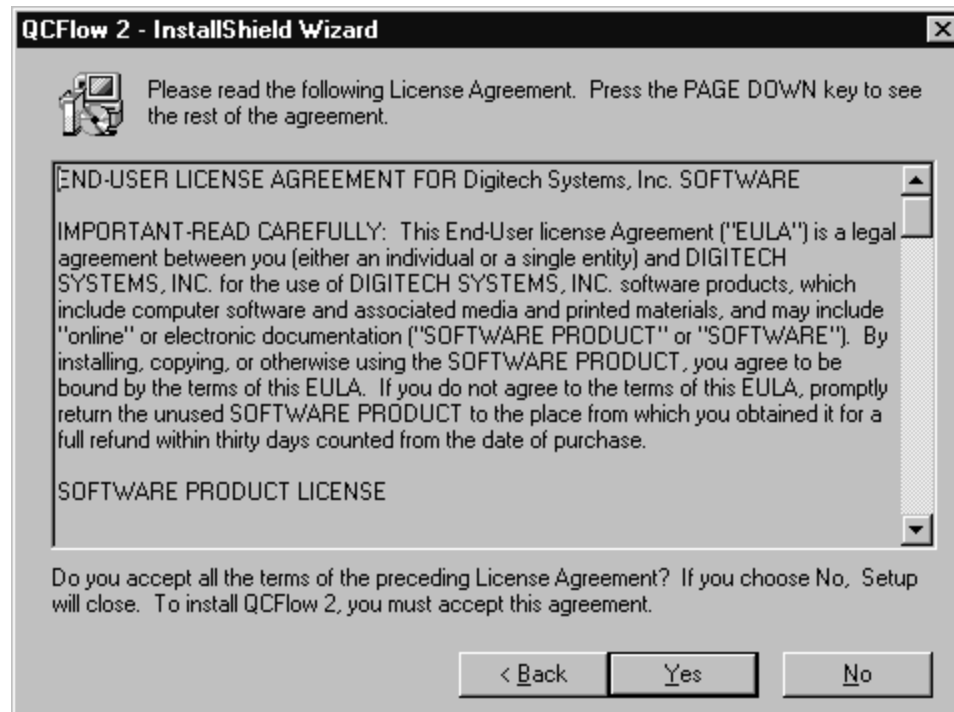 QCFlow 2 - InstallShield Wizard
Please read the following License Agreement.  Press the PAGE DOWN key to see
the rest of the agreement.
END-USER LICENSE AGREEMENT FOR Digitech Systems, Inc. SOFTWARE
IMPORTANT-READ CAREFULLY:  This End-User license Agreement ("EULA") is a legal
agreement between you (either an individual or a single entity) and DIGITECH
SYSTEMS, INC. for the use of DIGITECH SYSTEMS, INC. software products, which
include computer software and associated media and printed materials, and may include
"online" or electronic documentation ("SOFTWARE PRODUCT" or "SOFTWARE").  By
installing, copying, or otherwise using the SOFTWARE PRODUCT, you agree to be
bound by the terms of this EULA.  If you do not agree to the terms of this EULA, promptly
return the unused SOFTWARE PRODUCT to the place from which you obtained it for a
full refund within thirty days counted from the date of purchase.
SOFTWARE PRODUCT LICENSE
Do you accept all the terms of the preceding License Agreement?  If you choose No,  Setup
will close.  To install QCFlow 2, you must accept this agreement.
< Back
Yes
No